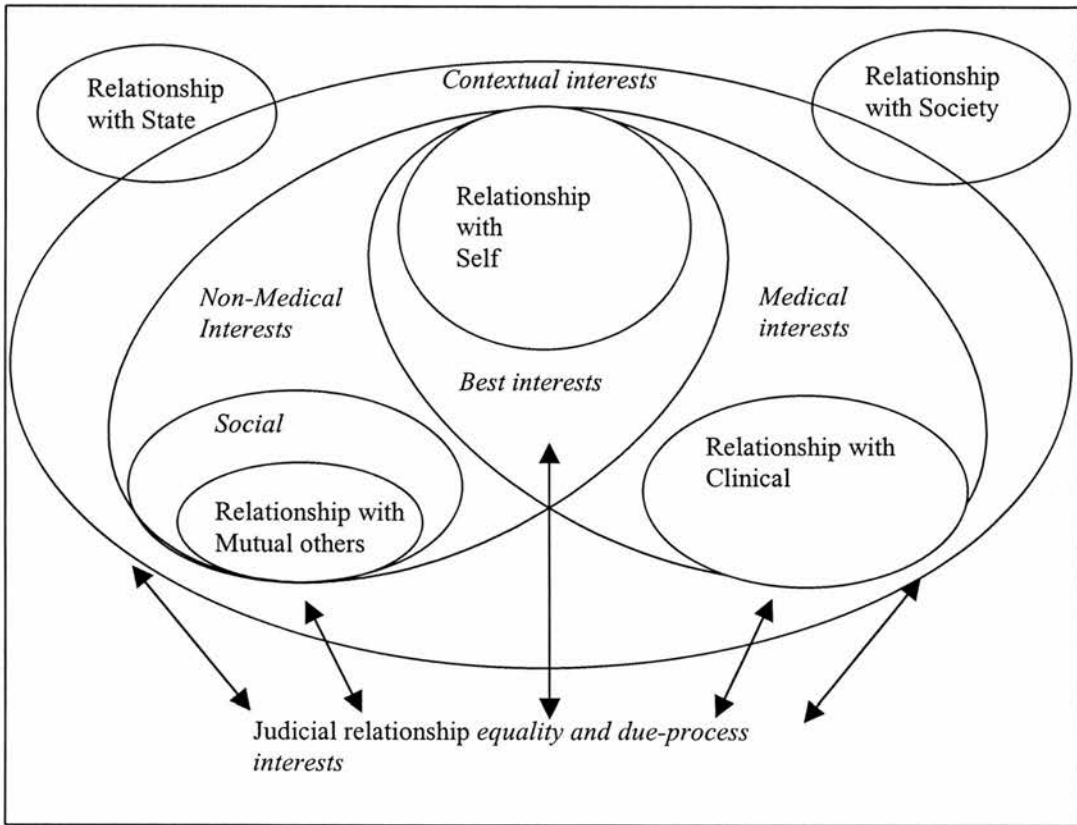 Relationship
with State
Contextual interests
Relationship
with Society
Relationship
with
Self
Non-Medical
Interests
Medical
interests
Best interests
Social
Relationship with
Mutual others
Relationship with
Clinical
Judicial relationship equality and due-process
interests